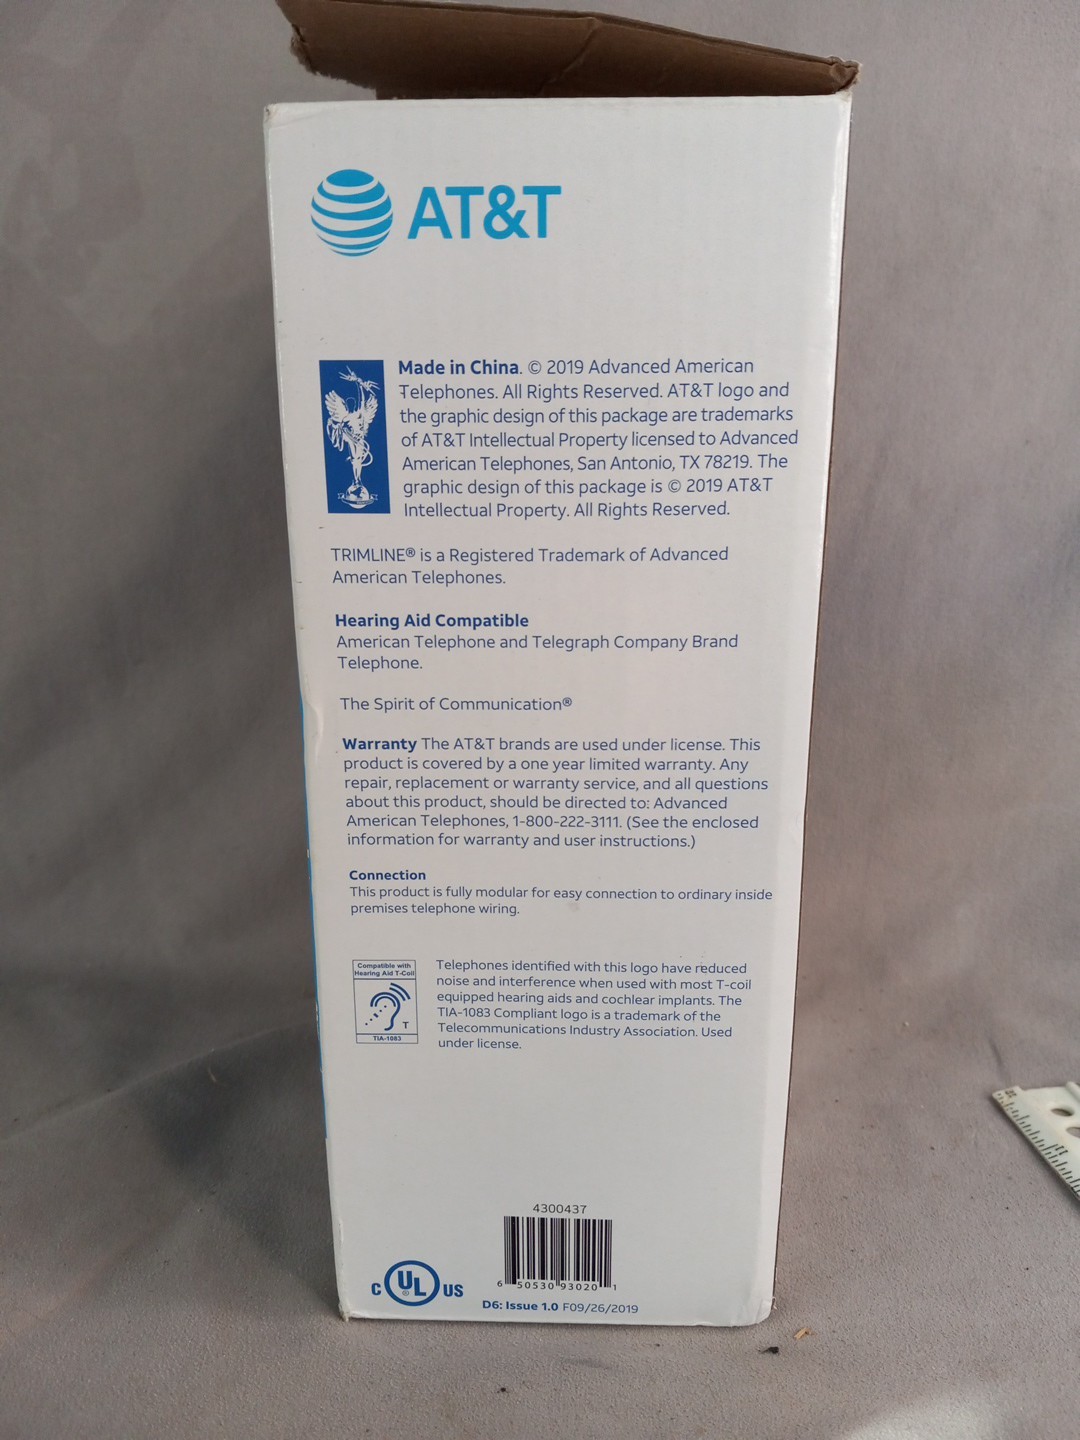 AT&T
Made in China. © 2019 Advanced American
Telephones. All Rights Reserved. AT&T logo and
the graphic design of this package are trademarks
of AT&T Intellectual Property licensed to Advanced
American Telephones, San Antonio, TX 78219. The
graphic design of this package is © 2019 AT&T
Intellectual Property. All Rights Reserved.
TRIMLINE® is a Registered Trademark of Advanced
American Telephones.
Hearing Aid Compatible
American Telephone and Telegraph Company Brand
Telephone.
The Spirit of Communication®
Warranty The AT&T brands are used under license. This
product is covered by a one year limited warranty. Any
repair, replacement or warranty service, and all questions
about this product, should be directed to: Advanced
American Telephones, 1-800-222-3111. (See the enclosed
information for warranty and user instructions.)
Connection
This product is fully modular for easy connection to ordinary inside
premises telephone wiring.
Compatible with
Hearing Aid T-Coil
T
TIA-1083
Telephones identified with this logo have reduced
noise and interference when used with most T-coil
equipped hearing aids and cochlear implants. The
TIA-1083 Compliant logo is a trademark of the
Telecommunications Industry Association. Used
under license.
4300437
6 50530 93020 1
C UL® US
D6: Issue 1.0 F09/26/2019